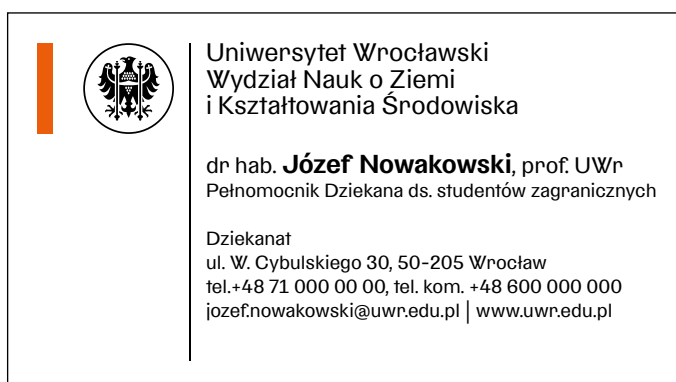 Uniwersytet Wrocławski
Wydział Nauk o Ziemi
i Kształtowania Środowiska
dr hab. Józef Nowakowski, prof. UWr
Pełnomocnik Dziekana ds. studentów zagranicznych
Dziekanat
ul. W. Cybulskiego 30, 50-205 Wrocław
tel.+48 71 000 00 00, tel. kom. +48 600 000 000
jozef.nowakowski@uwr.edu.pl | www.uwr.edu.pl